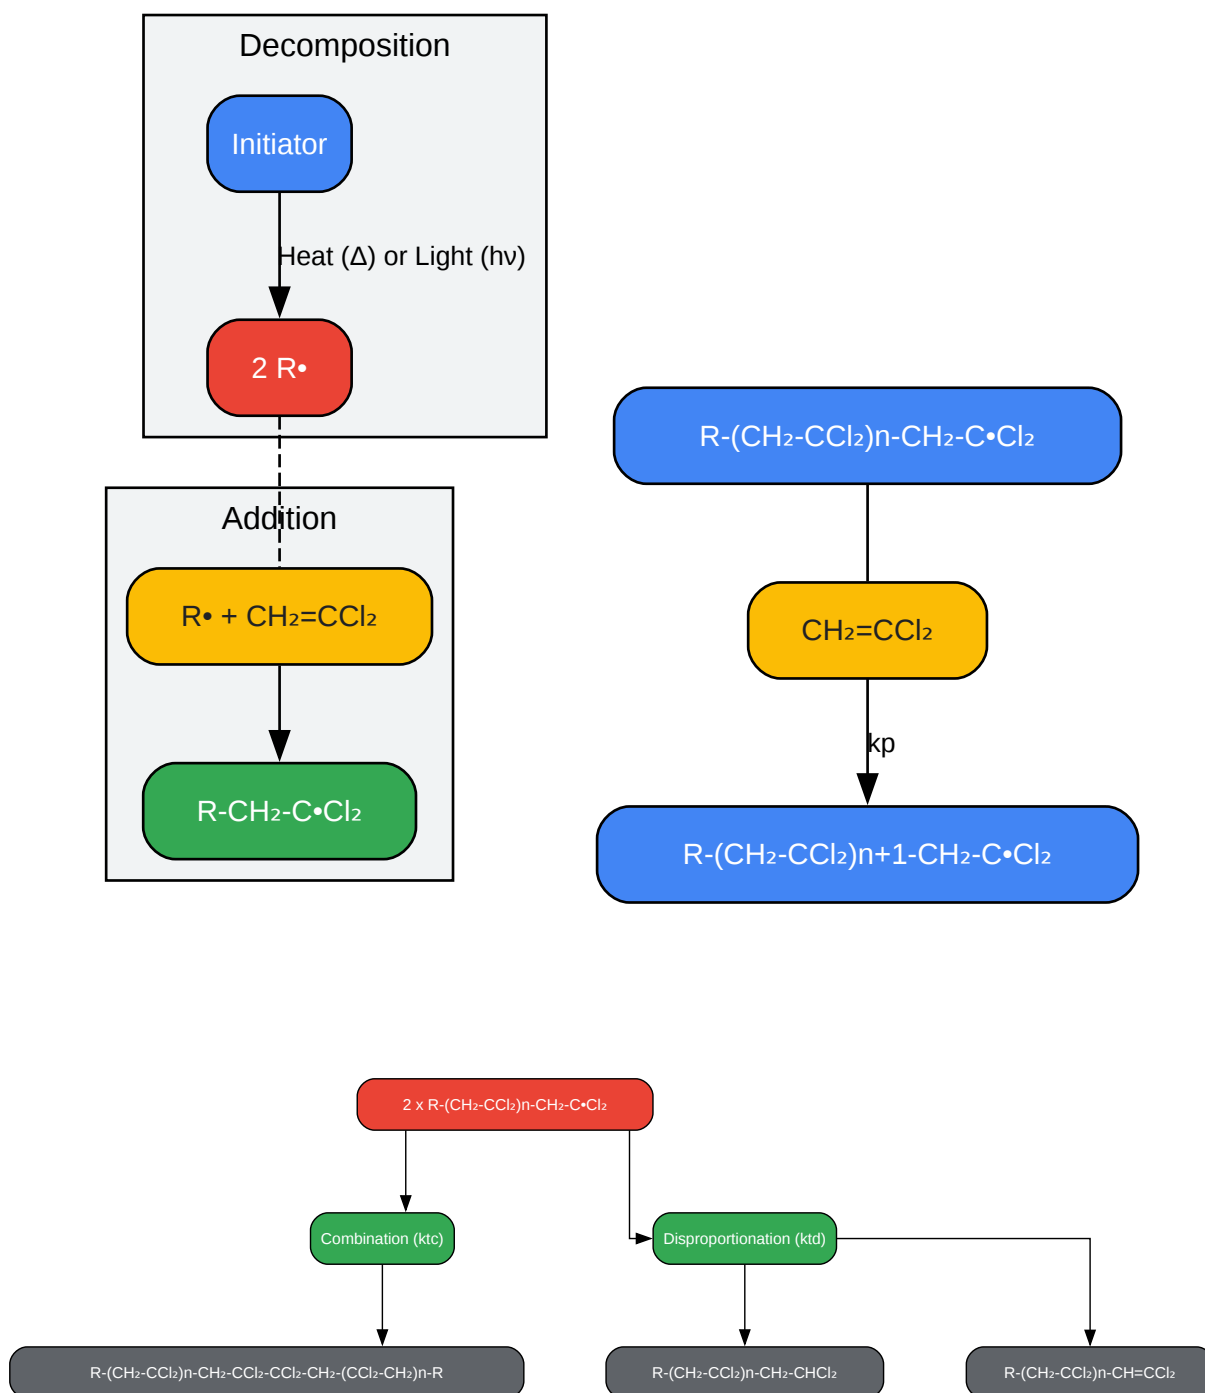 Decomposition
Initiator
Heat (Δ) or Light (hν)
2 R•
Addition
R• + CH₂=CCl₂
R-CH₂-C•Cl₂
R-(CH₂-CCl₂)n-CH₂-C•Cl₂
CH₂=CCl₂
kp
R-(CH₂-CCl₂)n+1-CH₂-C•Cl₂
2 x R-(CH₂-CCl₂)n-CH₂-C•Cl₂
Combination (ktc)
Disproportionation (ktd)
R-(CH₂-CCl₂)n-CH₂-CCl₂-CCl₂-CH₂-(CCl₂-CH₂)n-R
R-(CH₂-CCl₂)n-CH₂-CHCl₂
R-(CH₂-CCl₂)n-CH=CCl₂